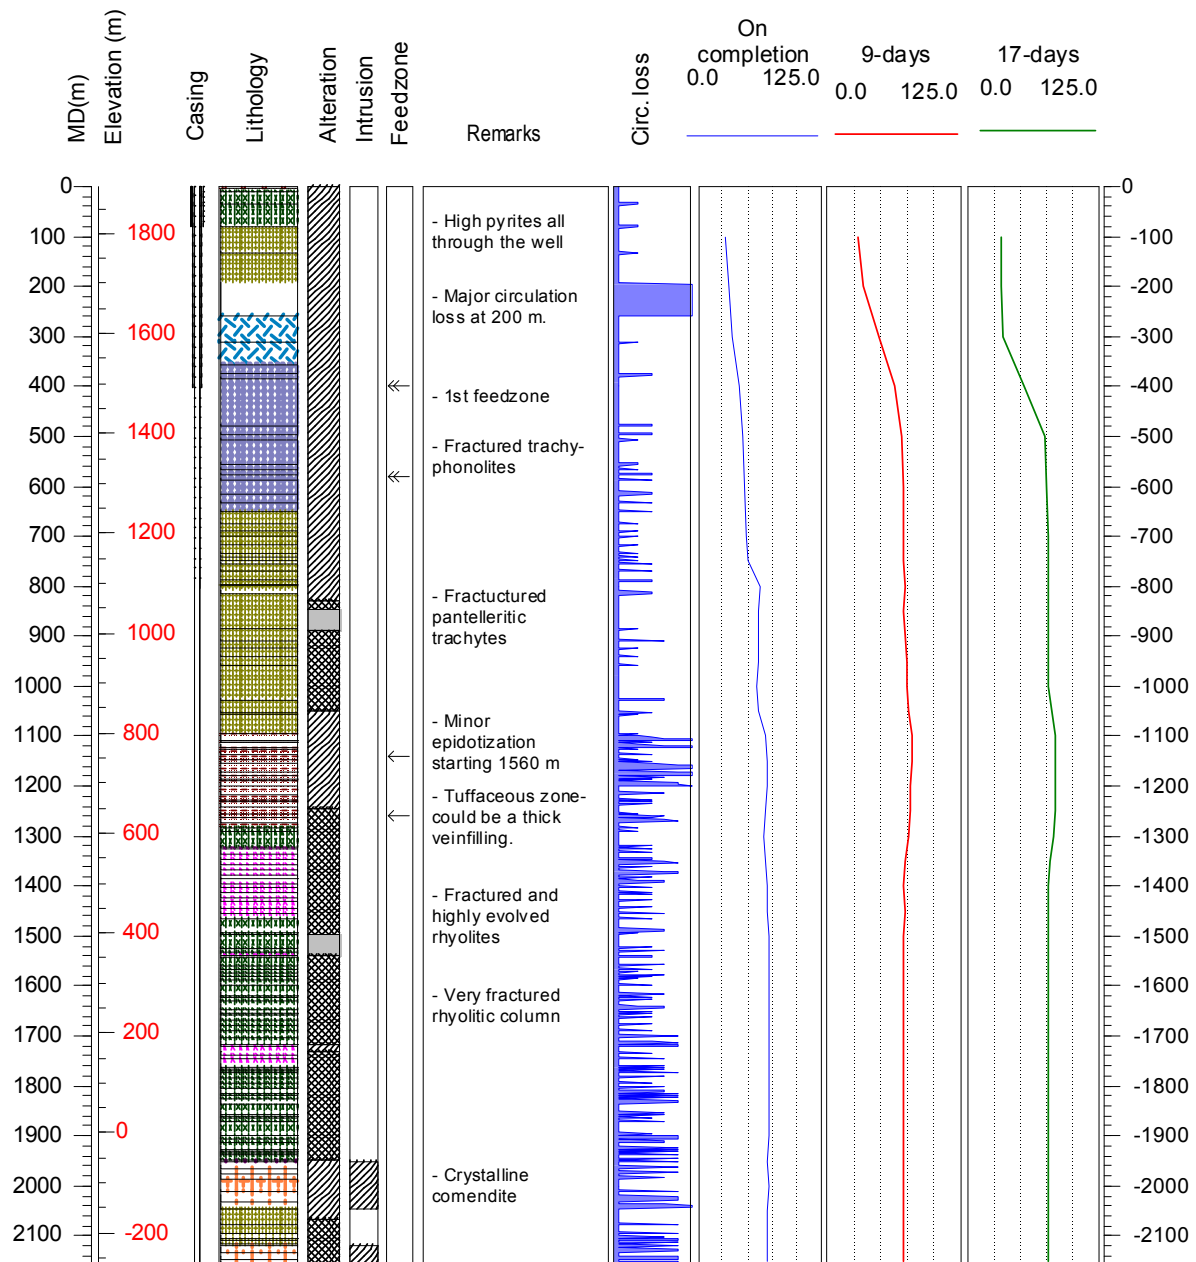 MD(m)
Elevation (m)
Casing
Lithology
Alteration
Intrusion
Feedzone
Remarks
Circ. loss
On
completion
0.0 125.0
9-days
0.0 125.0
17-days
0.0 125.0
0
100
200
300
400
500
600
700
800
900
1000
1100
1200
1300
1400
1500
1600
1700
1800
1900
2000
2100
1800
1600
1400
1200
1000
800
600
400
200
0
-200
- High pyrites all
through the well
- Major circulation
loss at 200 m.
- 1st feedzone
- Fractured trachy-
phonolites
- Fractuctured
pantelleritic
trachytes
- Minor
epidotization
starting 1560 m
- Tuffaceous zone-
could be a thick
veinfilling.
- Fractured and
highly evolved
rhyolites
- Very fractured
rhyolitic column
- Crystalline
comendite
0
-100
-200
-300
-400
-500
-600
-700
-800
-900
-1000
-1100
-1200
-1300
-1400
-1500
-1600
-1700
-1800
-1900
-2000
-2100